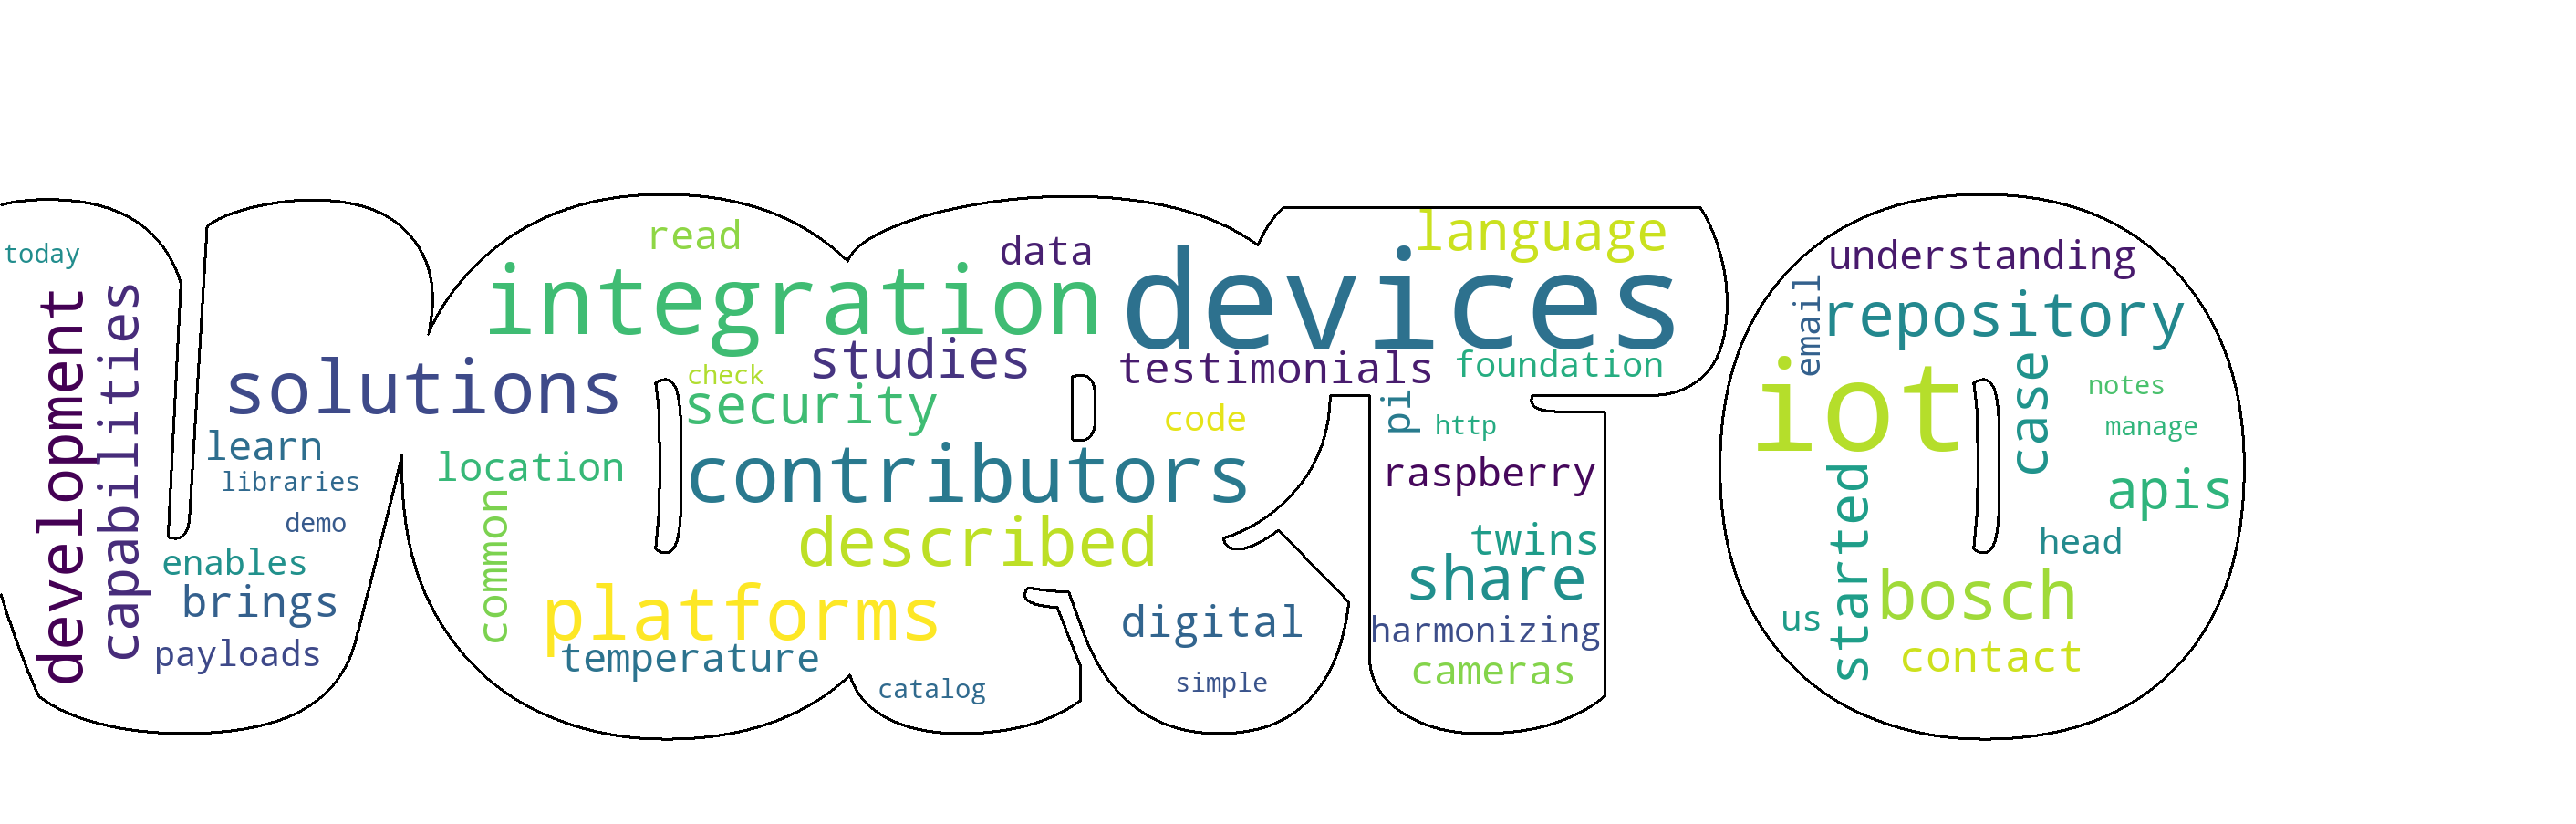 today
development
capabilities
solutions
learn
libraries
demo
enables
brings
payloads
read
data
integration
studies
check
security
location
contributors
common
described
platforms
temperature
catalog
language
devices
testimonials
foundation
code
pi
http
raspberry
twins
share
digital
harmonizing
cameras
simple
understanding
email
repository
iot
case
notes
manage
started
apis
head
bosch
us
contact